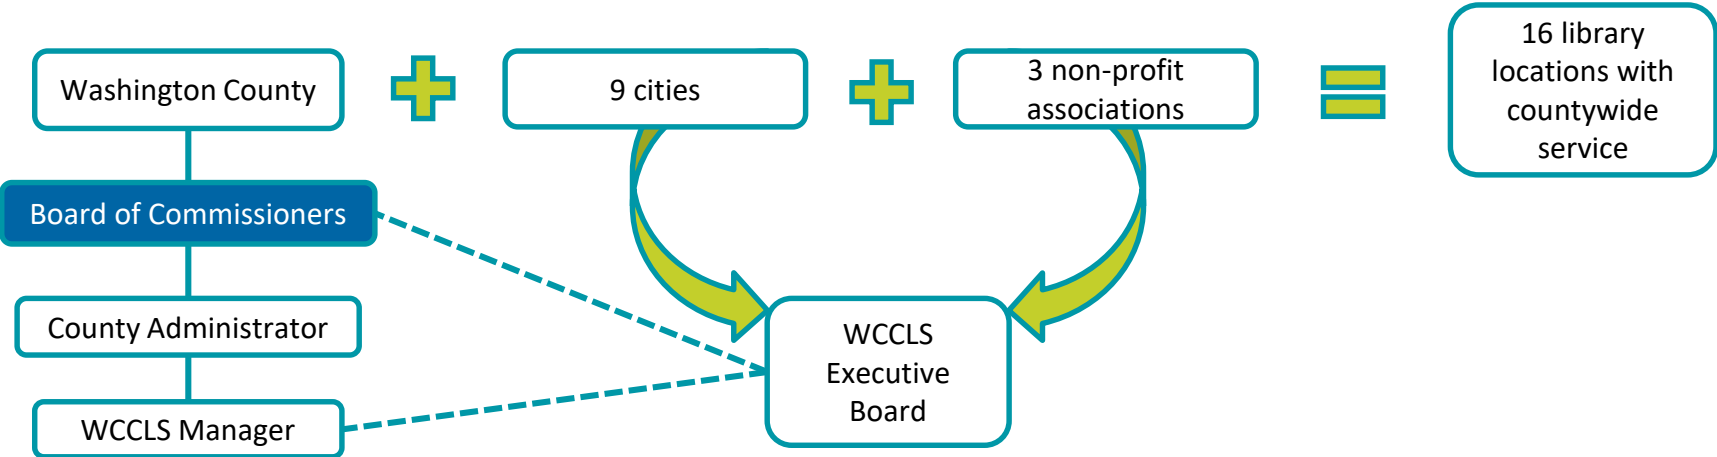 Washington County
9 cities
3 non-profit
associations
16 library
locations with
countywide
service
Board of Commissioners
County Administrator
WCCLS Manager
WCCLS
Executive
Board